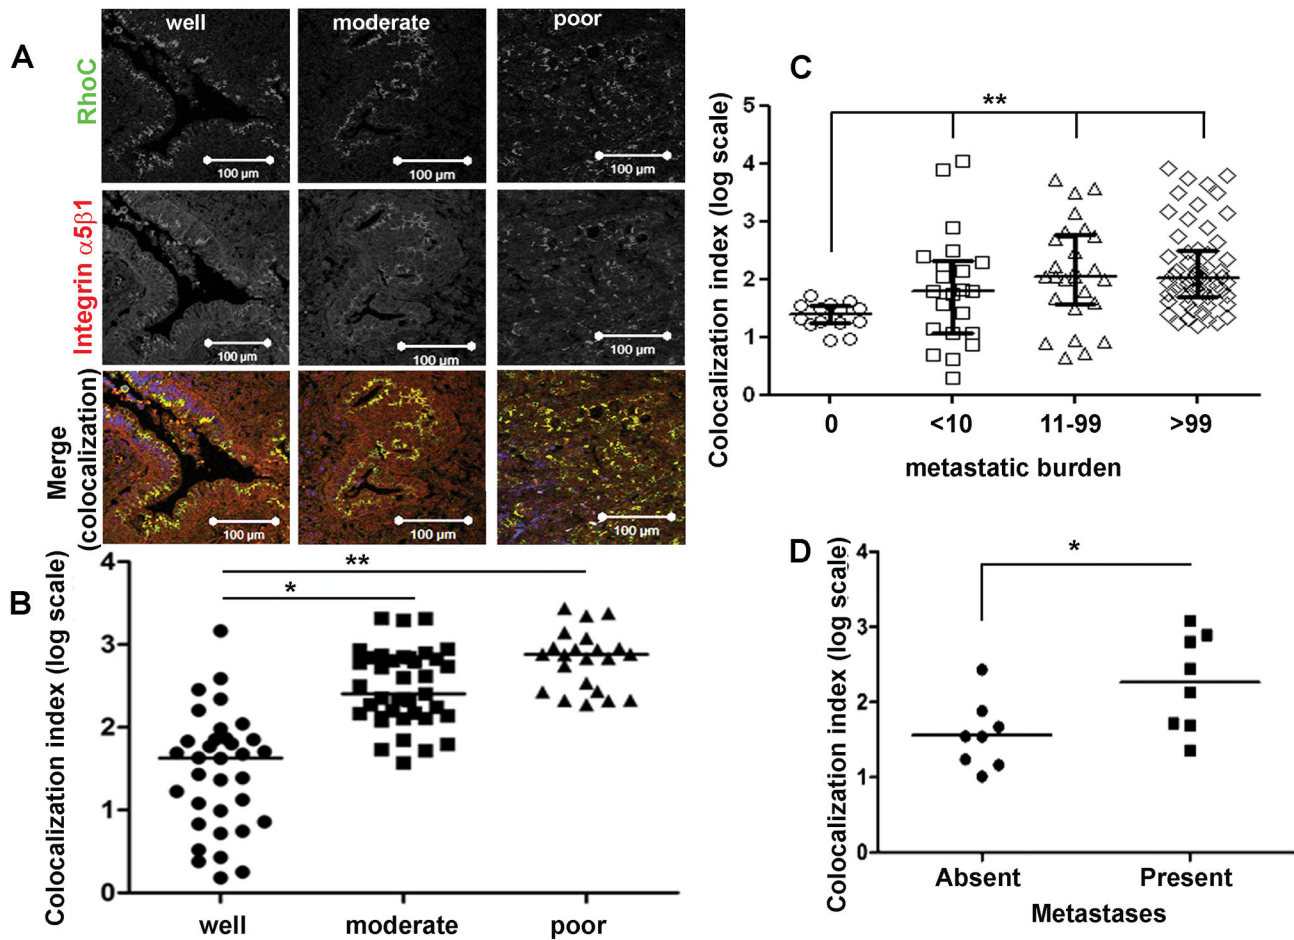 A
well
moderate
poor
RhoC
100 µm
100 µm
100 µm
Integrin α5β1
100 µm
100 µm
100 µm
Merge
(colocalization)
100 µm
100 µm
100 µm
B
Colocalization index (log scale)
4
3
2
1
0
*
**
well
moderate
poor
C
Colocalization index (log scale)
5
4
3
2
1
0
**
0
<10
11-99
>99
metastatic burden
D
Colocalization index (log scale)
4
3
2
1
0
*
Absent
Present
Metastases